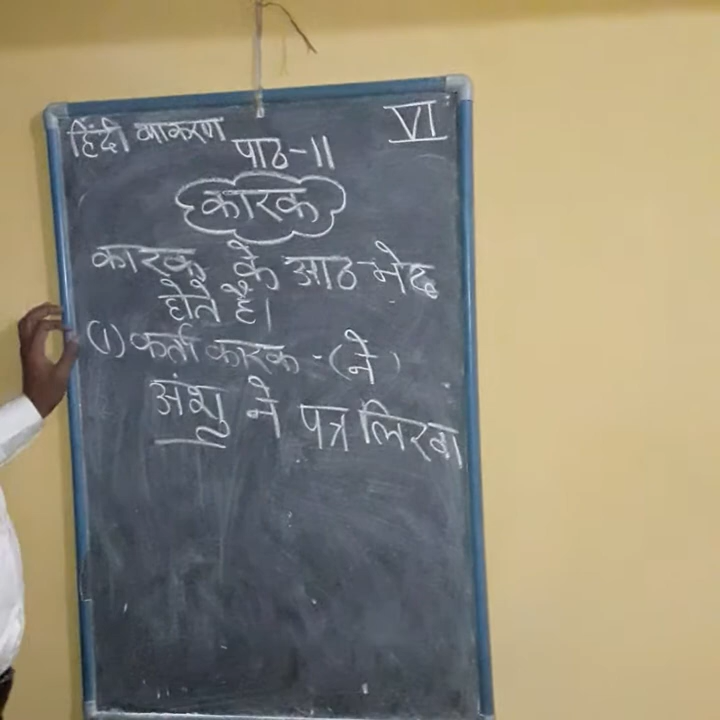 हिंदी व्याकरण
VI
पाठ-11
कारक
कारक के आठ भेद
होते है।
(1) कर्ता कारक - (ने)
अंशु ने पत्र लिखा